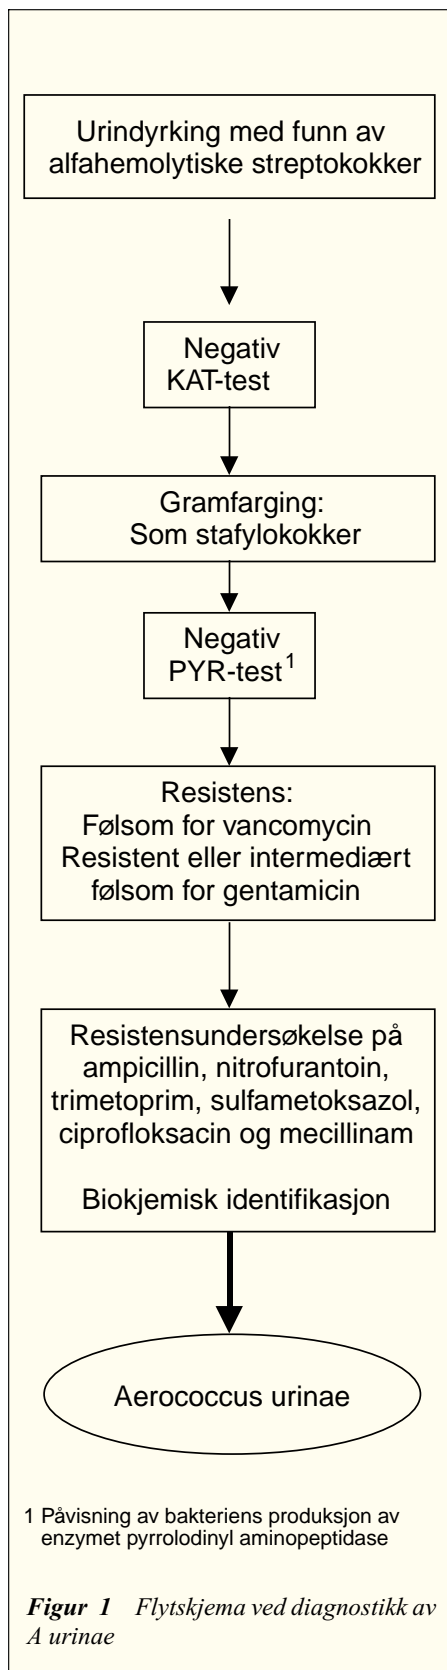 Urindyrking med funn av
alfahemolytiske streptokokker
Negativ
KAT-test
Gramfarging:
Som stafylokokker
Negativ
PYR-test1
Resistens:
Følsom for vancomycin
Resistent eller intermediært
følsom for gentamicin
Resistensundersøkelse på
ampicillin, nitrofurantoin,
trimetoprim, sulfametoksazol,
ciprofloksacin og mecillinam
Biokjemisk identifikasjon
Aerococcus urinae
1 Påvisning av bakteriens produksjon av
enzymet pyrrolodinyl aminopeptidase
Figur 1 Flytskjema ved diagnostikk av
A urinae